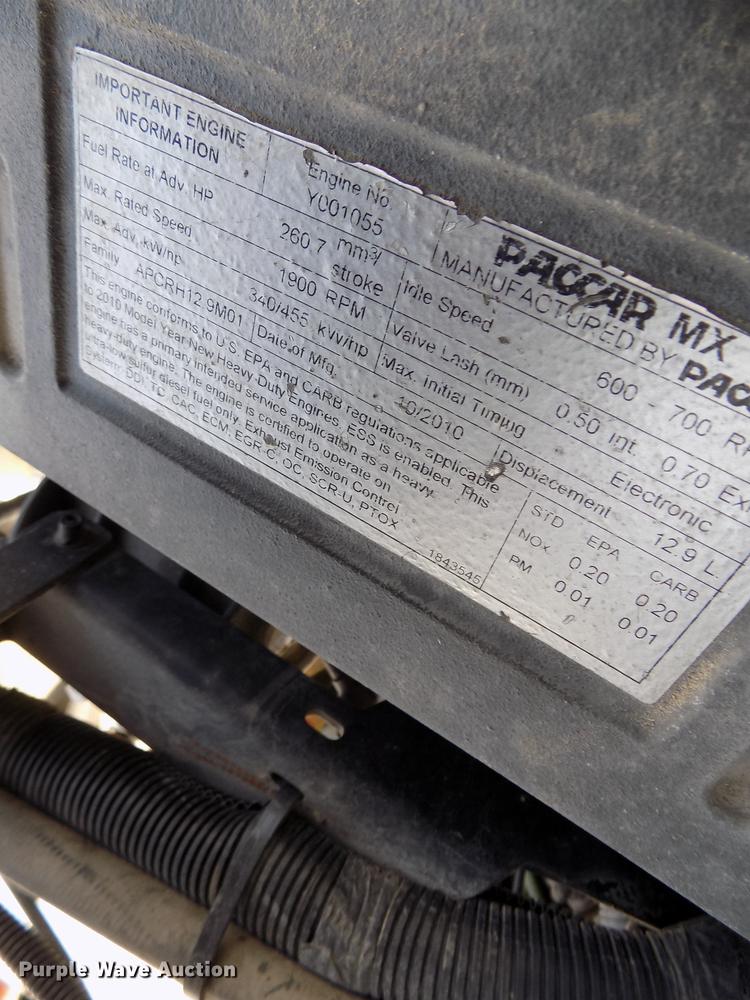 IMPORTANT ENGINE
INFORMATION
Engine No.
Y001055
PACCAR MX
MANUFACTURED BY PACC
Fuel Rate at Adv. HP 260.7 mm³/
stroke
Idle Speed 600 - 700 RP
Max. Rated Speed 1900 RPM
Valve Lash (mm) 0.50 Int. 0.70 Exh
Max. Adv. kW/hp 340/455 kW/hp
Max. Initial Timing Electronic
Family APCRH12.9M01
Date of Mfg. 10/2010
Displacement 12.9 L.
This engine conforms to U.S. EPA and CARB regulations applicable
to 2010 Model Year New Heavy Duty Engines. ESS is enabled. This
engine has a primary intended service application as a heavy
heavy-duty engine. The engine is certified to operate on
ultra-low sulfur diesel fuel only. Exhaust Emission Control
System: DDI, TC, CAC, ECM, EGR-C, OC, SCR-U, PTOX
1843545
STD EPA CARB
NOx 0.20 0.20
PM 0.01 0.01
Purple Wave Auction